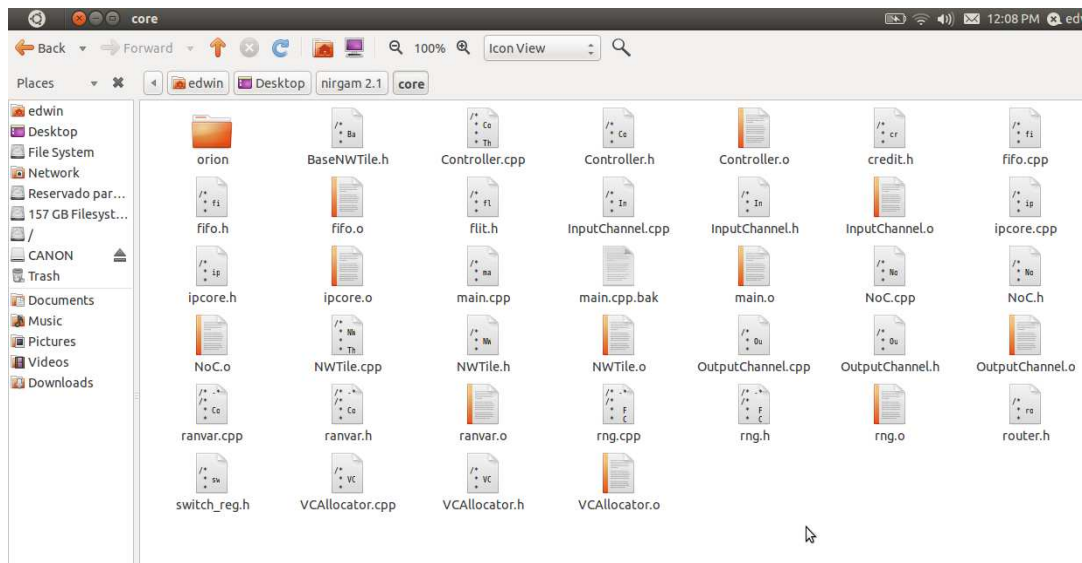 core
12:08 PM edw
Back Forward 100% Icon View
Places edwin Desktop nirgam 2.1 core
edwin
Desktop
File System
Network
Reservado par...
157 GB Filesyst...
/
CANON
Trash
Documents
Music
Pictures
Videos
Downloads
orion BaseNWTile.h Controller.cpp Controller.h Controller.o credit.h fifo.cpp
fifo.h fifo.o flit.h InputChannel.cpp InputChannel.h InputChannel.o ipcore.cpp
ipcore.h ipcore.o main.cpp main.cpp.bak main.o NoC.cpp NoC.h
NoC.o NWTile.cpp NWTile.h NWTile.o OutputChannel.cpp OutputChannel.h OutputChannel.o
ranvar.cpp ranvar.h ranvar.o rng.cpp rng.h rng.o router.h
switch_reg.h VCAllocator.cpp VCAllocator.h VCAllocator.o